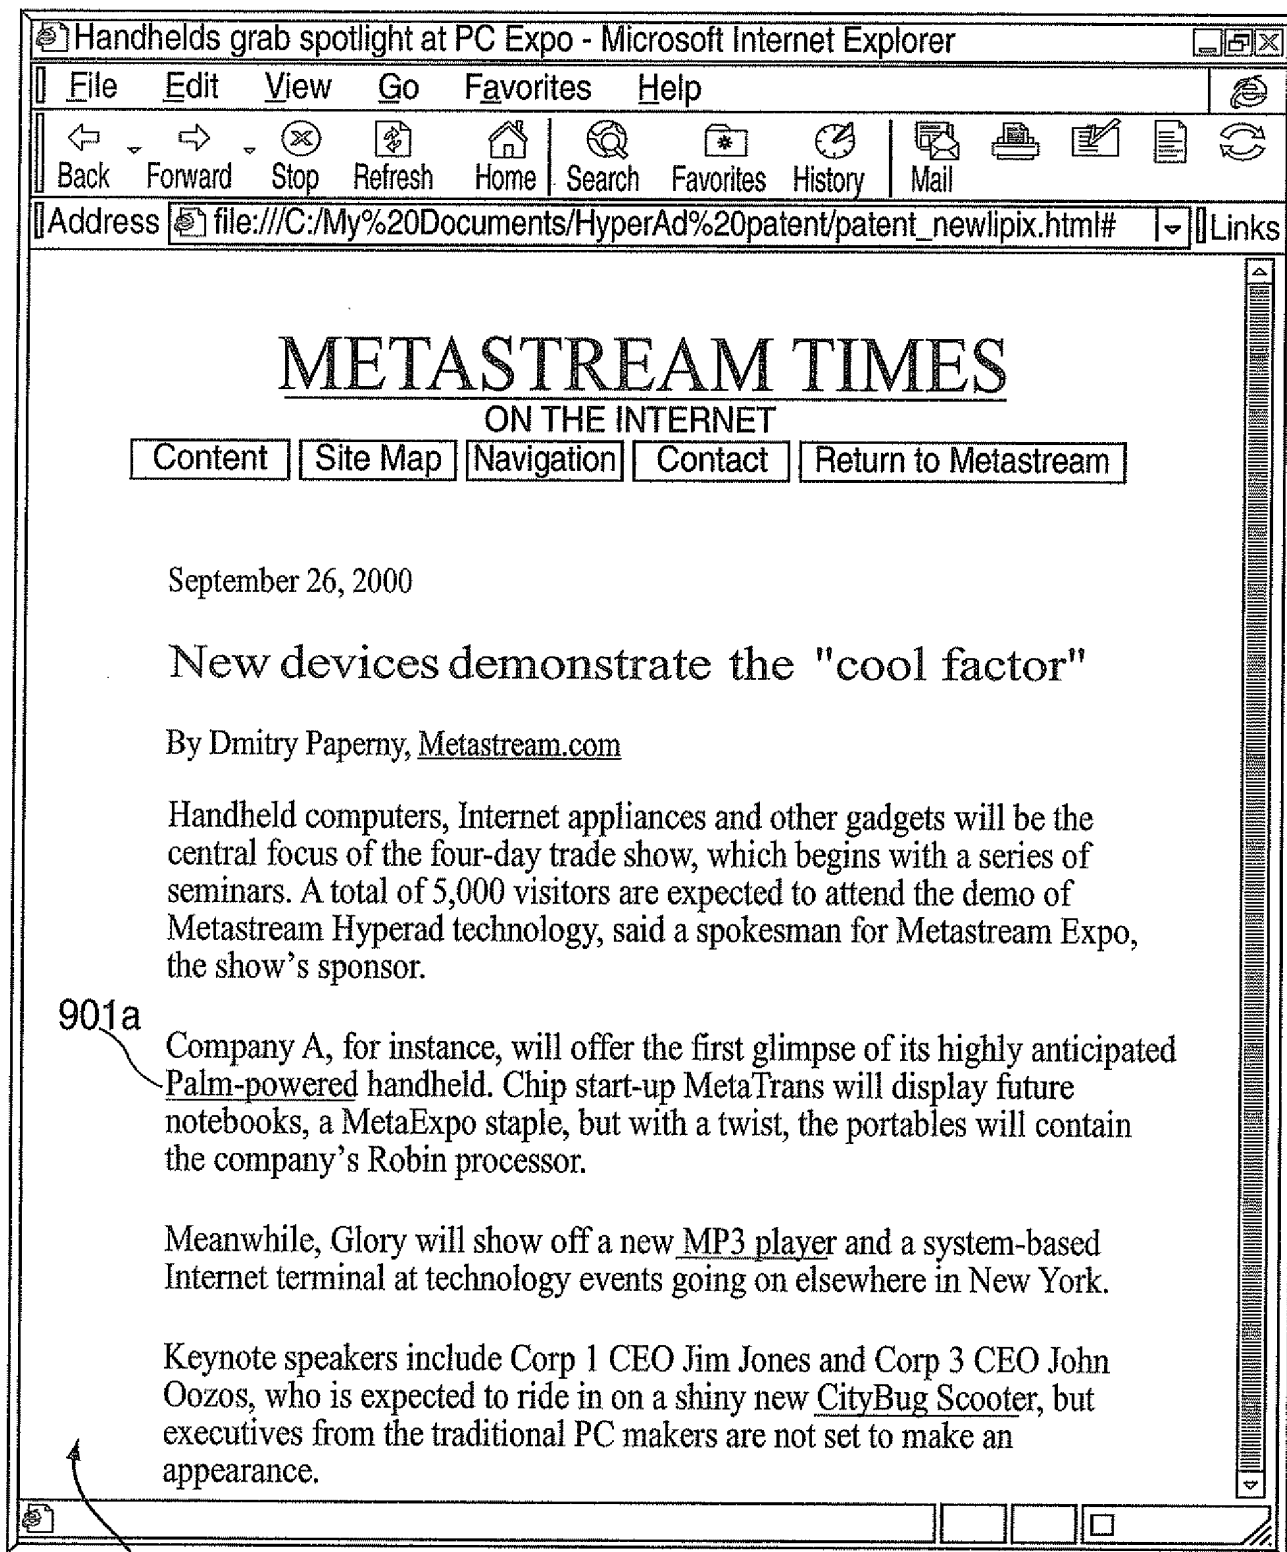 Handhelds grab spotlight at PC Expo - Microsoft Internet Explorer
File Edit View Go Favorites Help
Back Forward Stop Refresh Home Search Favorites History Mail
Address file:///C:/My%20Documents/HyperAd%20patent/patent_newlipix.html# Links
METASTREAM TIMES
ON THE INTERNET
Content Site Map Navigation Contact Return to Metastream
September 26, 2000
New devices demonstrate the "cool factor"
By Dmitry Paperny, Metastream.com
Handheld computers, Internet appliances and other gadgets will be the
central focus of the four-day trade show, which begins with a series of
seminars. A total of 5,000 visitors are expected to attend the demo of
Metastream Hyperad technology, said a spokesman for Metastream Expo,
the show's sponsor.
901a
Company A, for instance, will offer the first glimpse of its highly anticipated
Palm-powered handheld. Chip start-up MetaTrans will display future
notebooks, a MetaExpo staple, but with a twist, the portables will contain
the company's Robin processor.
Meanwhile, Glory will show off a new MP3 player and a system-based
Internet terminal at technology events going on elsewhere in New York.
Keynote speakers include Corp 1 CEO Jim Jones and Corp 3 CEO John
Oozos, who is expected to ride in on a shiny new CityBug Scooter, but
executives from the traditional PC makers are not set to make an
appearance.